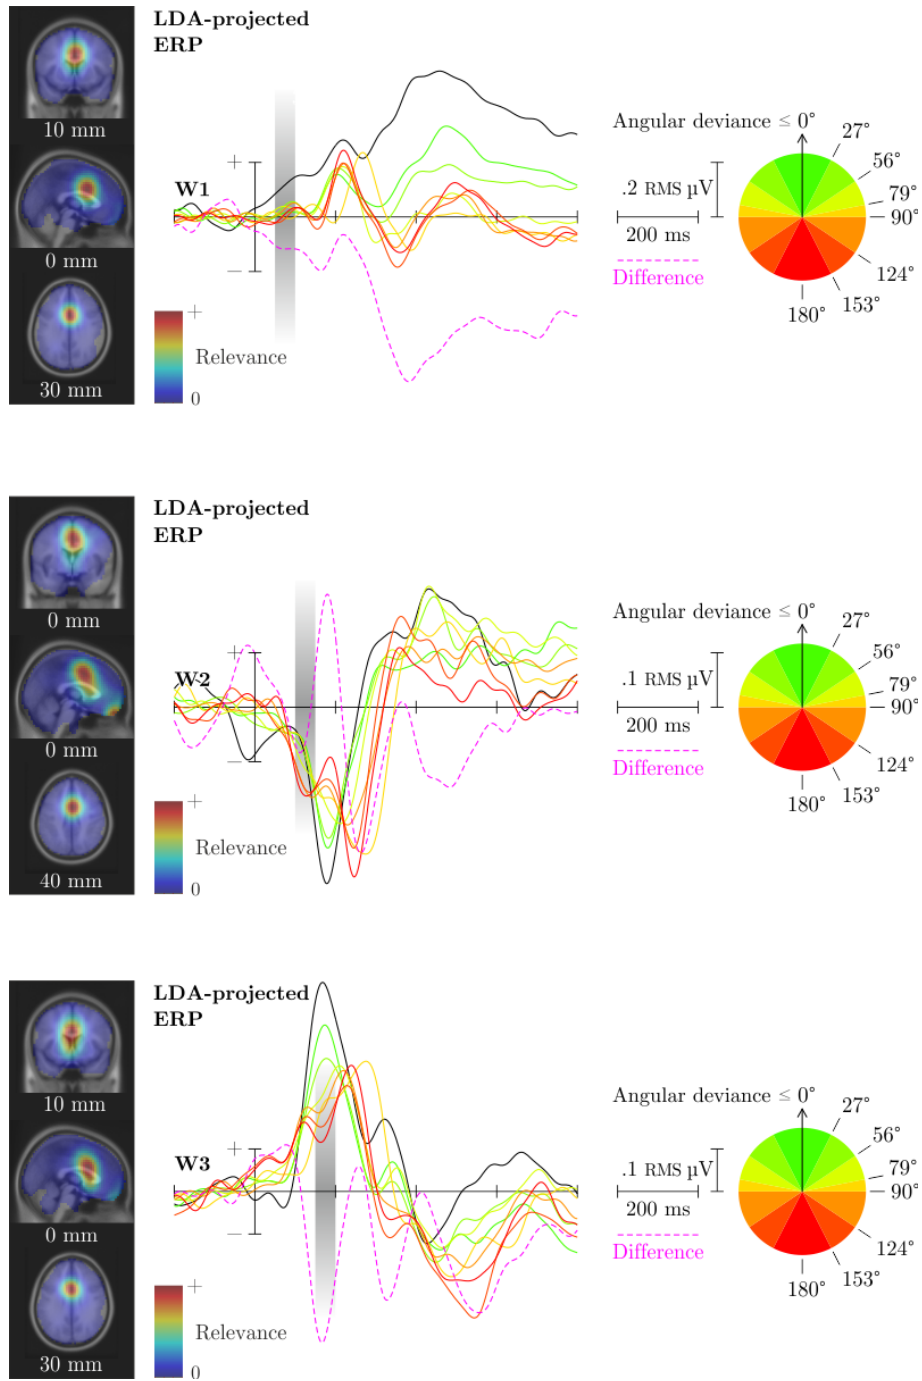 LDA-projected
ERP
10 mm
0 mm
30 mm
W1
+
−
+
Relevance
0
Angular deviance ≤ 0°
27°
56°
79°
90°
124°
153°
180°
.2 RMS µV
200 ms
Difference
LDA-projected
ERP
0 mm
0 mm
40 mm
W2
+
−
+
Relevance
0
Angular deviance ≤ 0°
27°
56°
79°
90°
124°
153°
180°
.1 RMS µV
200 ms
Difference
LDA-projected
ERP
10 mm
0 mm
30 mm
W3
+
−
+
Relevance
0
Angular deviance ≤ 0°
27°
56°
79°
90°
124°
153°
180°
.1 RMS µV
200 ms
Difference